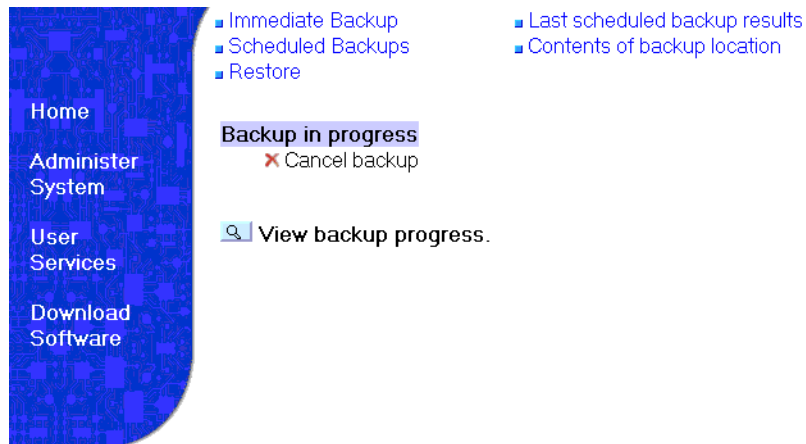 Immediate Backup
Scheduled Backups
Restore
Last scheduled backup results
Contents of backup location
Home
Administer
System
User
Services
Download
Software
Backup in progress
Cancel backup
View backup progress.